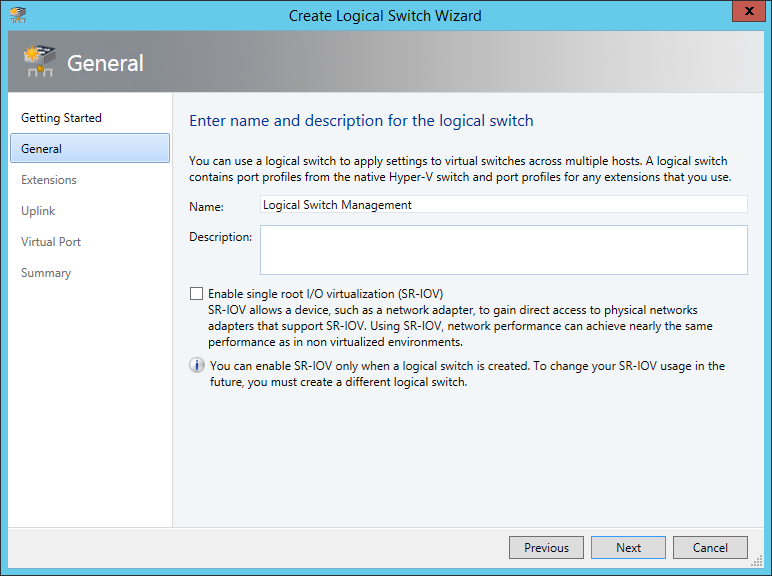 Create Logical Switch Wizard
x
General
Getting Started
General
Extensions
Uplink
Virtual Port
Summary
Enter name and description for the logical switch
You can use a logical switch to apply settings to virtual switches across multiple hosts. A logical switch
contains port profiles from the native Hyper-V switch and port profiles for any extensions that you use.
Name: Logical Switch Management
Description:
Enable single root I/O virtualization (SR-IOV)
SR-IOV allows a device, such as a network adapter, to gain direct access to physical networks
adapters that support SR-IOV. Using SR-IOV, network performance can achieve nearly the same
performance as in non virtualized environments.
i You can enable SR-IOV only when a logical switch is created. To change your SR-IOV usage in the
future, you must create a different logical switch.
Previous Next Cancel